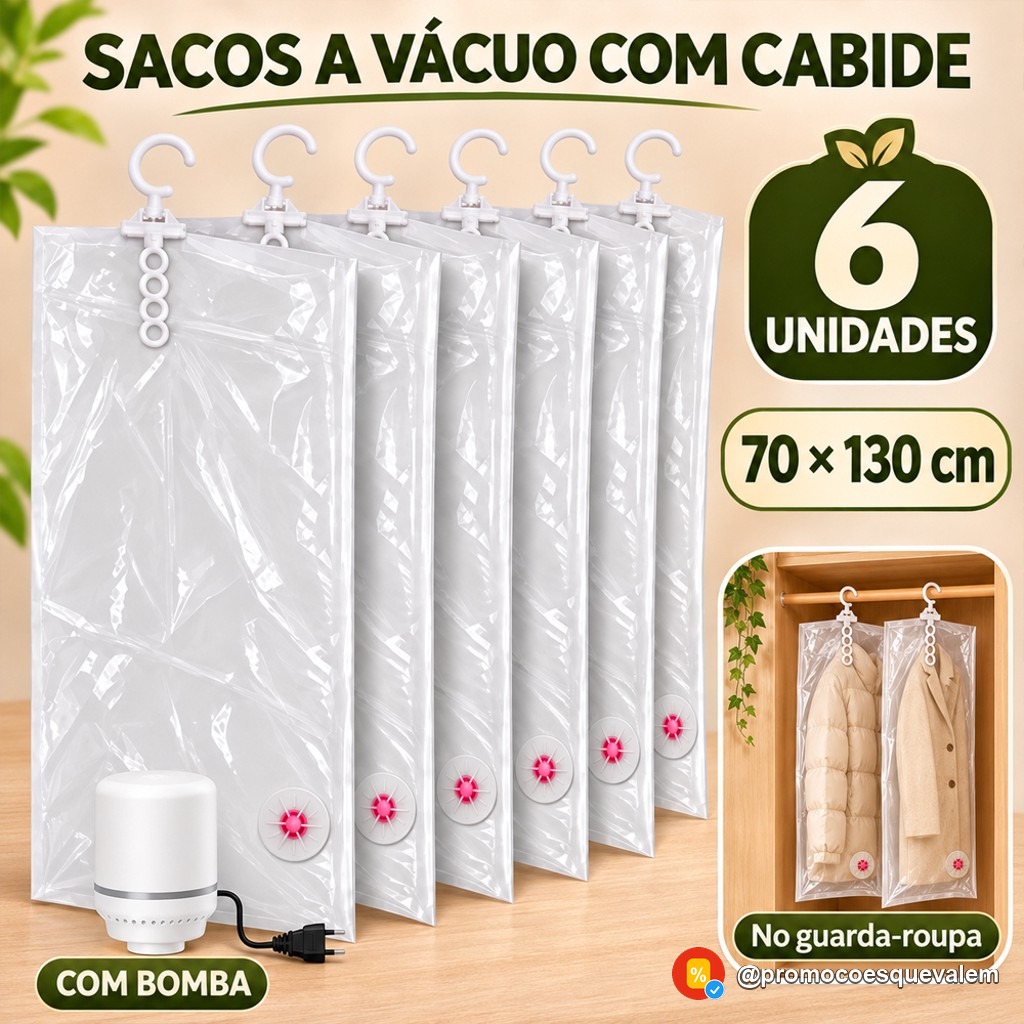 SACOS A VÁCUO COM CABIDE
6
UNIDADES
70 × 130 cm
No guarda-roupa
COM BOMBA
%
@promocoesquevalem